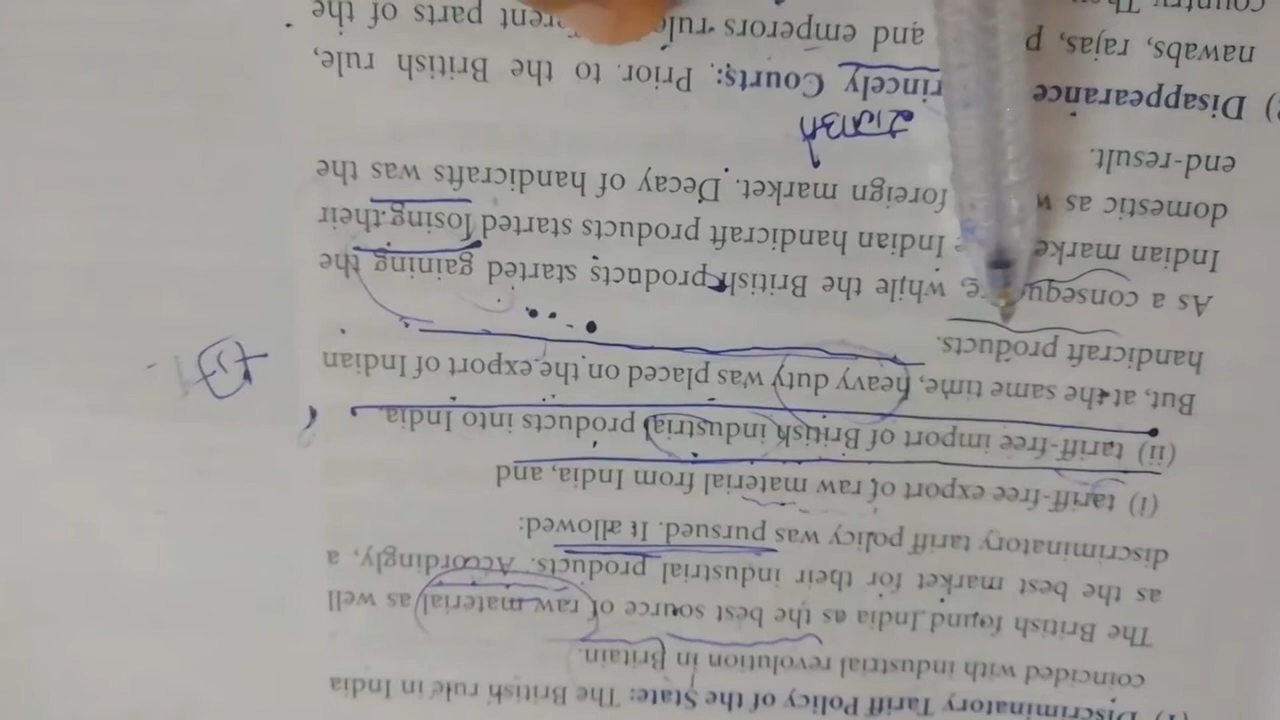 Discriminatory Tariff Policy of the State: The British rule in India
coincided with industrial revolution in Britain.
The British found India as the best source of raw material as well
as the best market for their industrial products. Accordingly, a
discriminatory tariff policy was pursued. It allowed:
(i) tariff-free export of raw material from India, and
(ii) tariff-free import of British industrial products into India.
But, at the same time, heavy duty was placed on the export of Indian
handicraft products.
As a while the British products started gaining the
Indian Indian handicraft products started losing their
domestic as foreign market. Decay of handicrafts was the
end-result.
Disappearance Courts: Prior to the British rule,
nawabs, rajas, and emperors parts of the
country